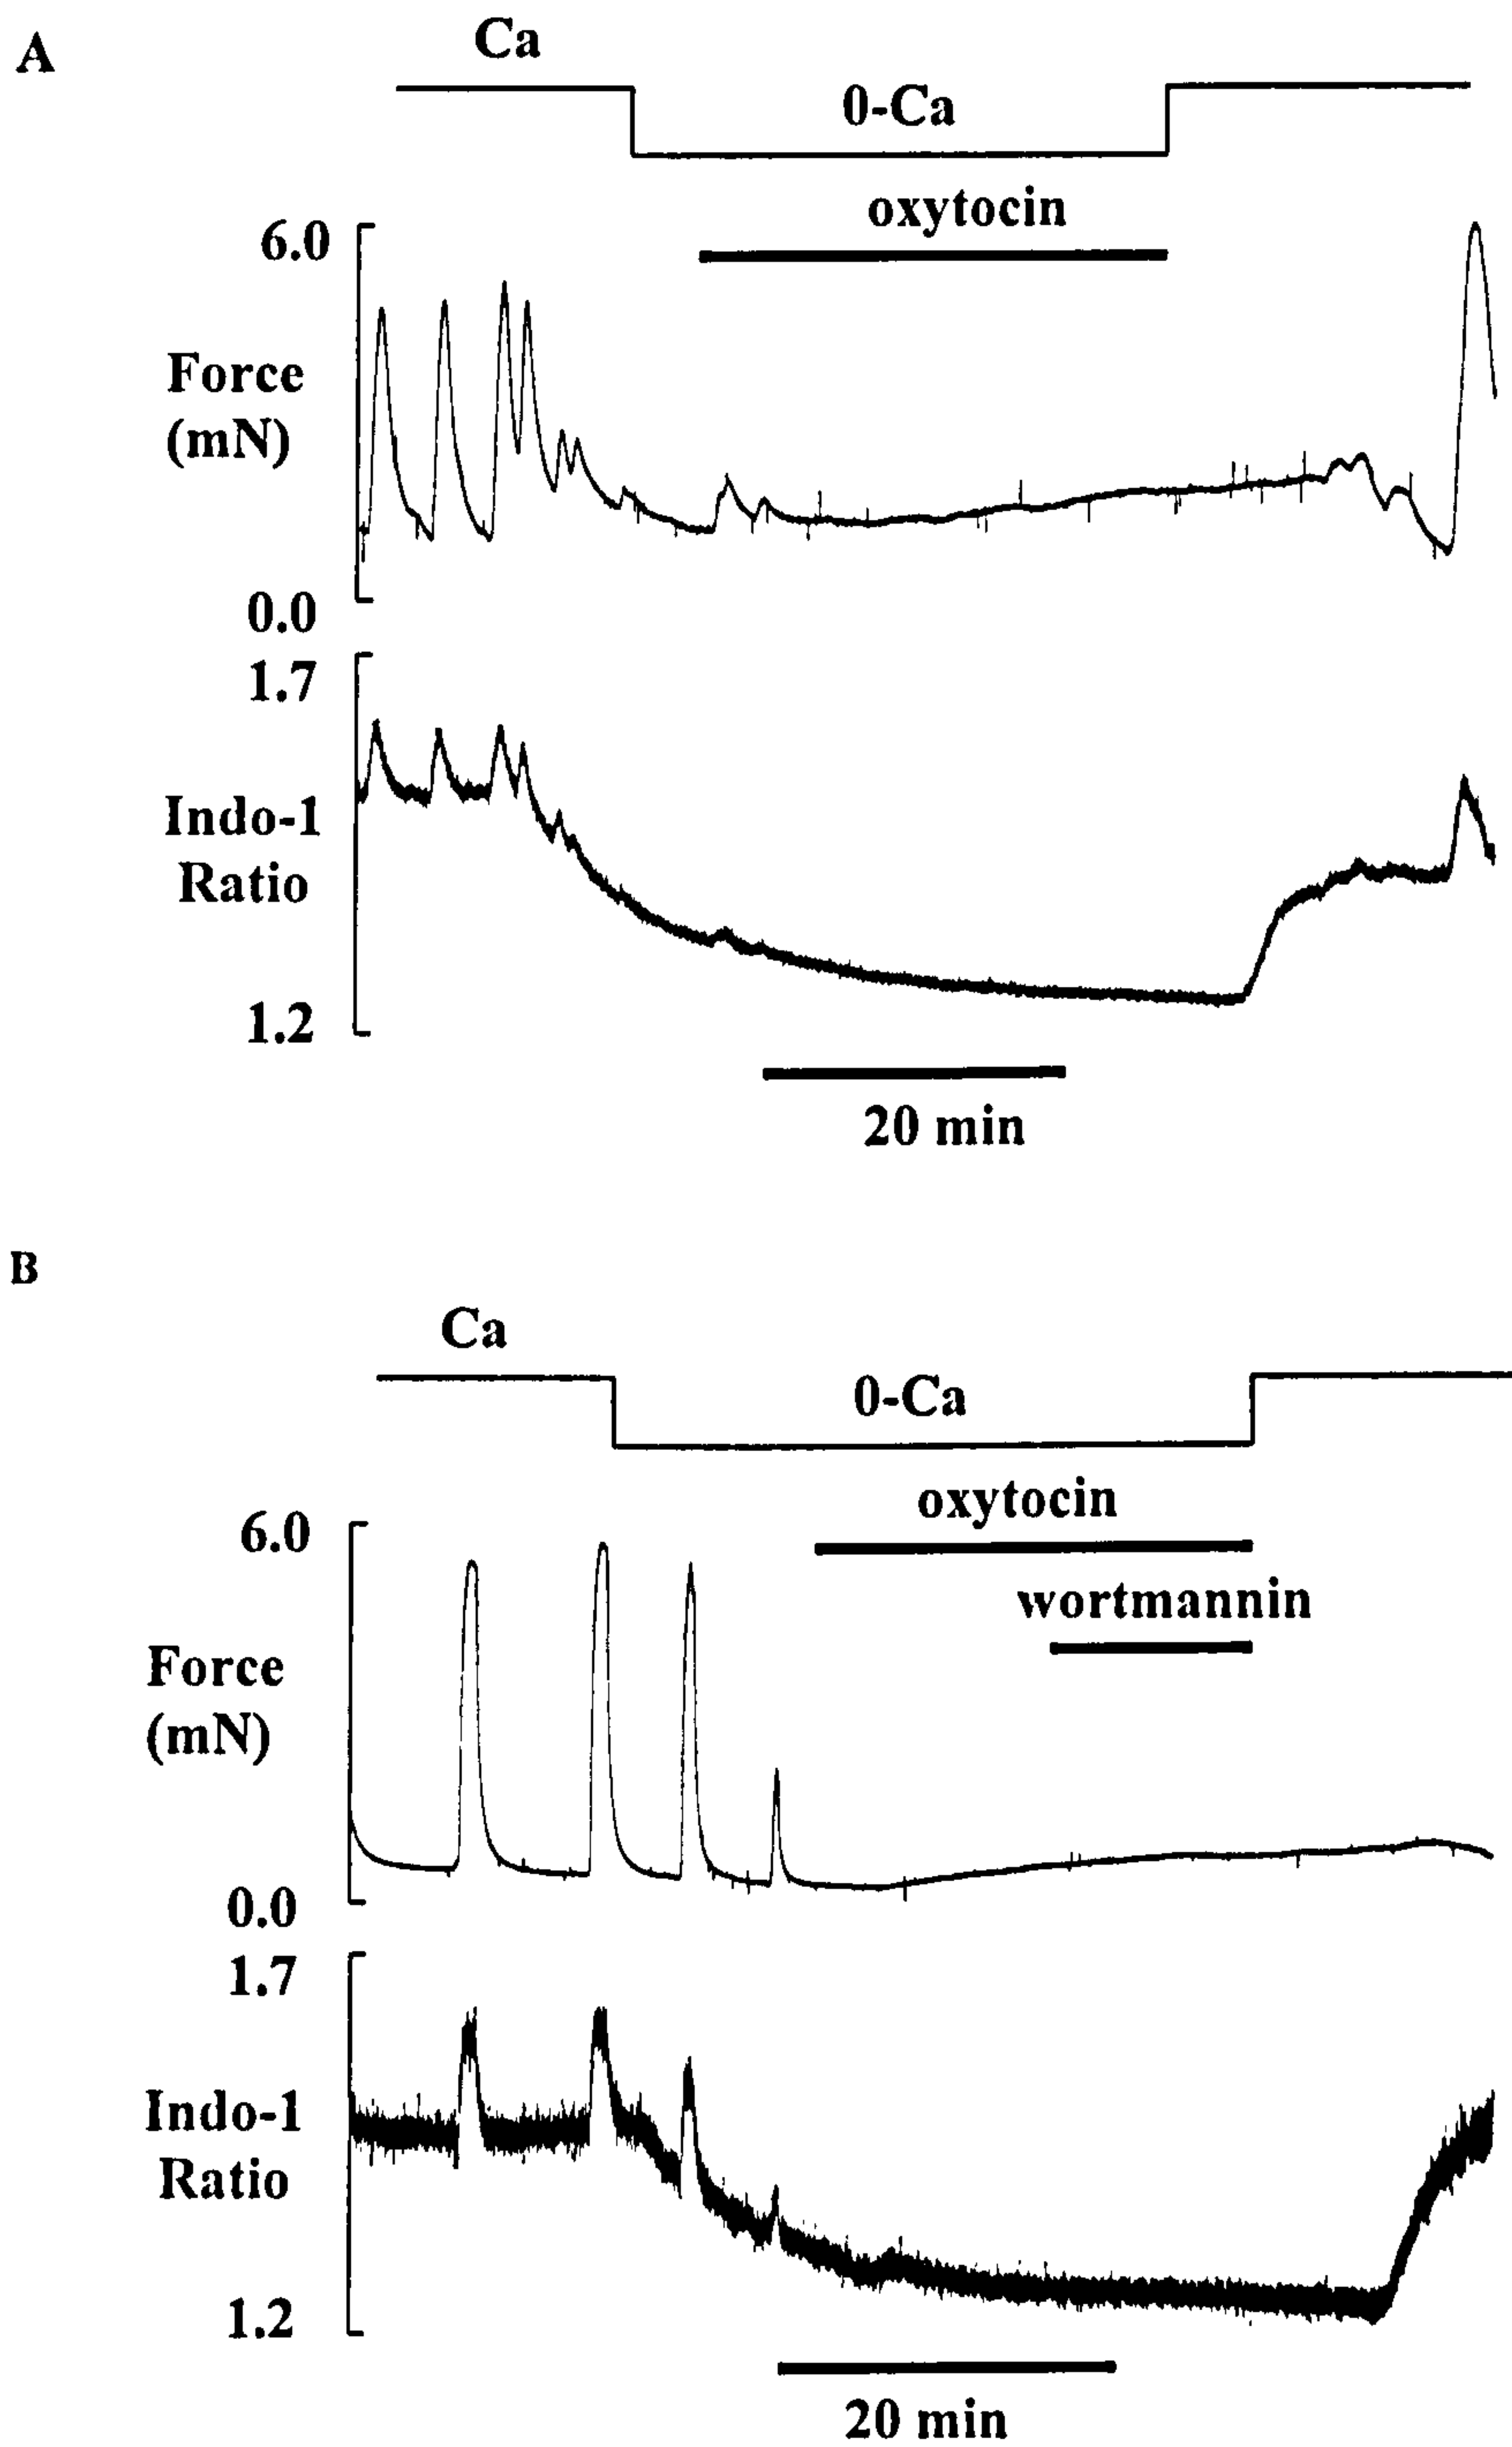 A
Ca
0-Ca
oxytocin
6.0
Force
(mN)
0.0
1.7
Indo-1
Ratio
1.2
20 min
B
Ca
0-Ca
oxytocin
wortmannin
6.0
Force
(mN)
0.0
1.7
Indo-1
Ratio
1.2
20 min